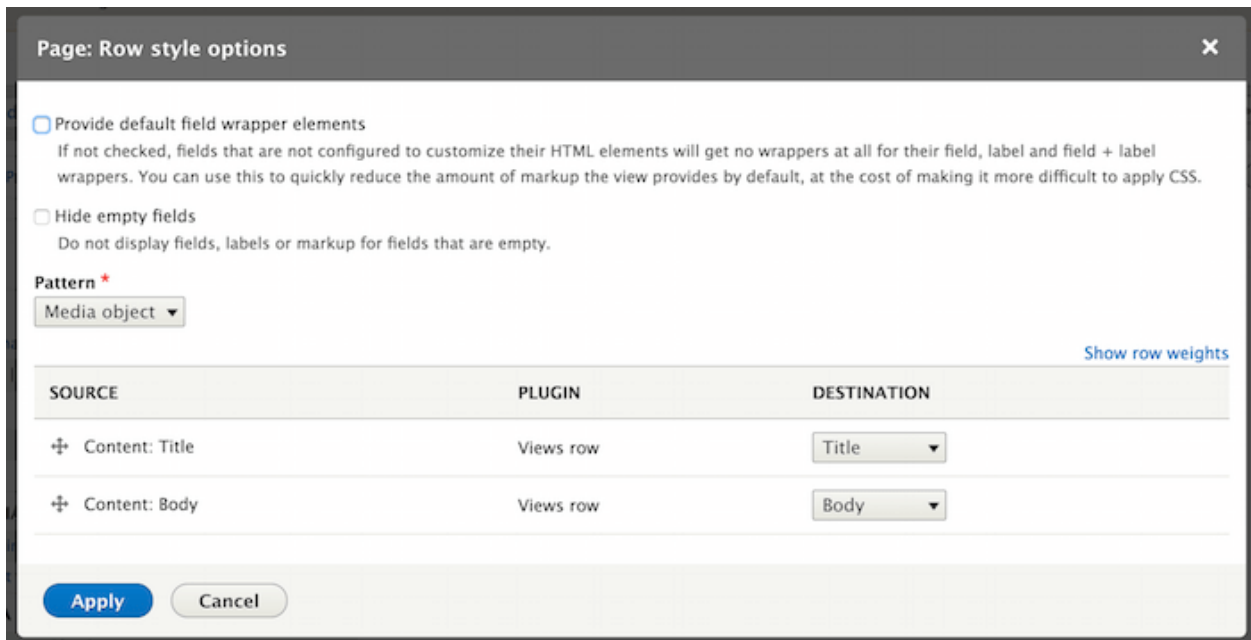 Page: Row style options
Provide default field wrapper elements
If not checked, fields that are not configured to customize their HTML elements will get no wrappers at all for their field, label and field + label
wrappers. You can use this to quickly reduce the amount of markup the view provides by default, at the cost of making it more difficult to apply CSS.
Hide empty fields
Do not display fields, labels or markup for fields that are empty.
Pattern *
Media object
Show row weights
SOURCE PLUGIN DESTINATION
Content: Title Views row Title
Content: Body Views row Body
Apply Cancel